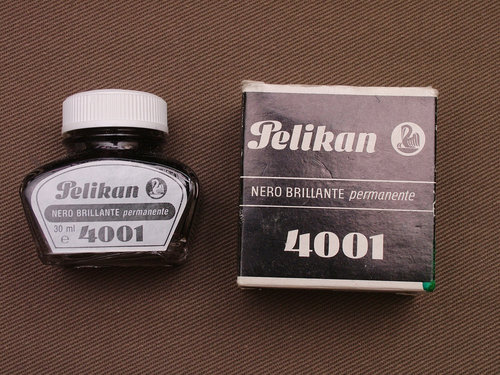 Pelikan
NERO BRILLANTE permanente
30 ml
e 4001
Pelikan
NERO BRILLANTE permanente
4001